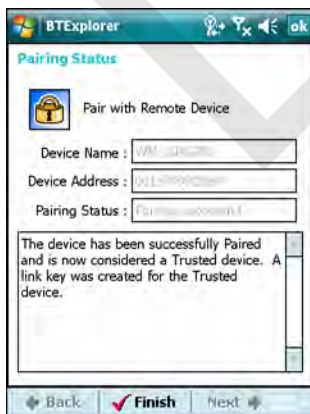 BTExplorer ok
Pairing Status
Pair with Remote Device
Device Name :
Device Address :
Pairing Status :
The device has been successfully Paired
and is now considered a Trusted device. A
link key was created for the Trusted
device.
Back Finish Next